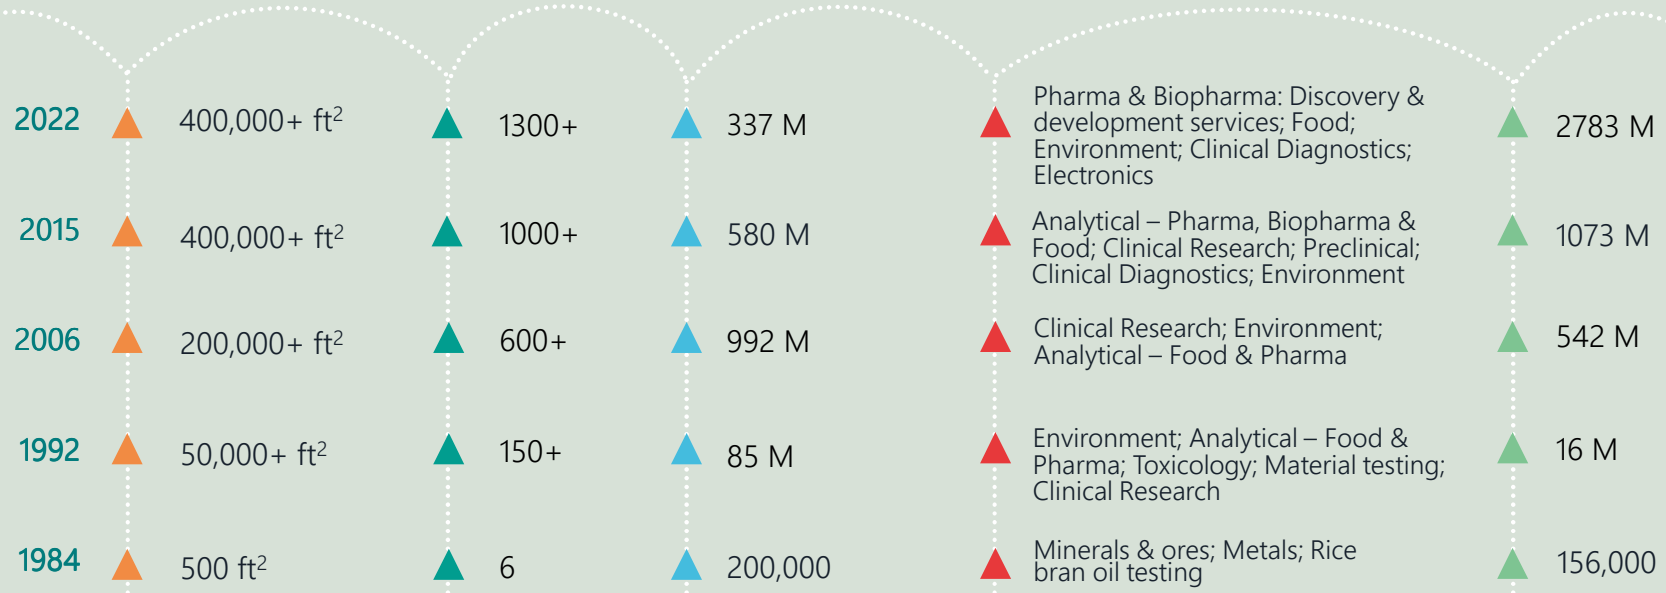 2022
400,000+ ft²
1300+
337 M
Pharma & Biopharma: Discovery &
development services; Food;
Environment; Clinical Diagnostics;
Electronics
2783 M
2015
400,000+ ft²
1000+
580 M
Analytical – Pharma, Biopharma &
Food; Clinical Research; Preclinical;
Clinical Diagnostics; Environment
1073 M
2006
200,000+ ft²
600+
992 M
Clinical Research; Environment;
Analytical – Food & Pharma
542 M
1992
50,000+ ft²
150+
85 M
Environment; Analytical – Food &
Pharma; Toxicology; Material testing;
Clinical Research
16 M
1984
500 ft²
6
200,000
Minerals & ores; Metals; Rice
bran oil testing
156,000